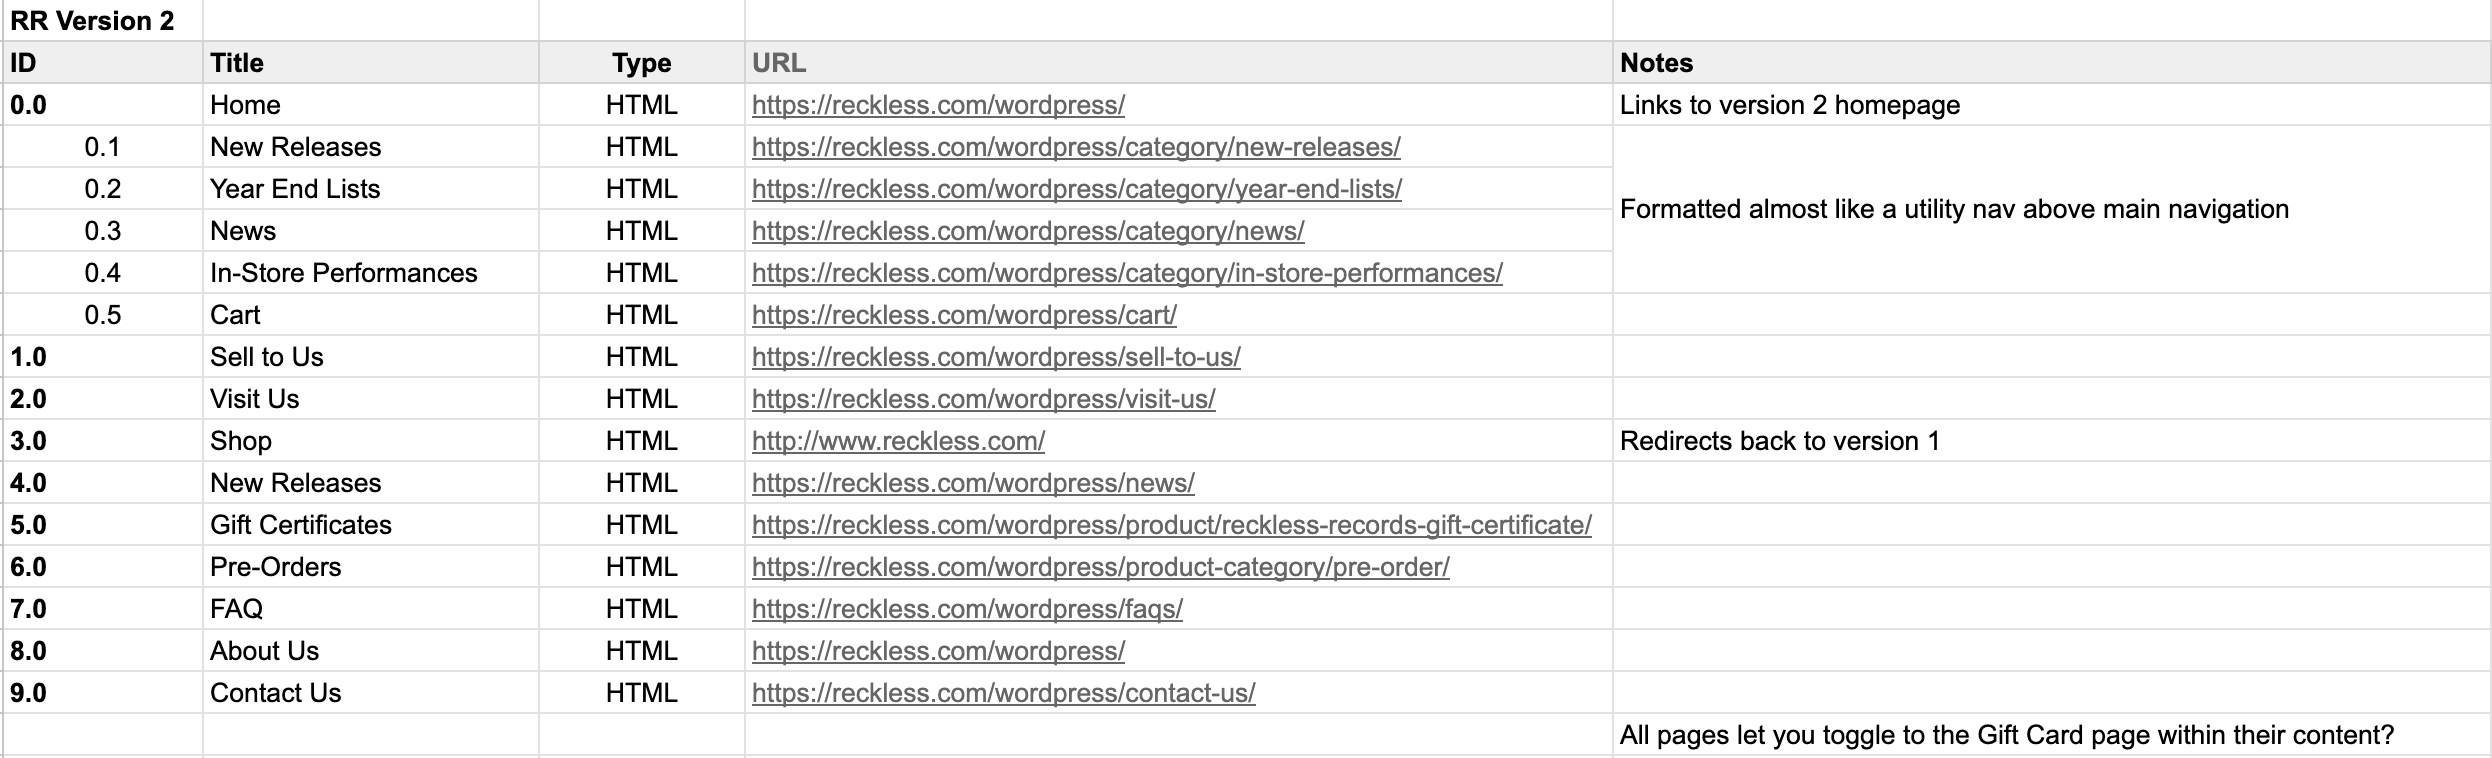 RR Version 2
ID Title Type URL Notes
0.0 Home HTML https://reckless.com/wordpress/ Links to version 2 homepage
0.1 New Releases HTML https://reckless.com/wordpress/category/new-releases/
0.2 Year End Lists HTML https://reckless.com/wordpress/category/year-end-lists/
Formatted almost like a utility nav above main navigation
0.3 News HTML https://reckless.com/wordpress/category/news/
0.4 In-Store Performances HTML https://reckless.com/wordpress/category/in-store-performances/
0.5 Cart HTML https://reckless.com/wordpress/cart/
1.0 Sell to Us HTML https://reckless.com/wordpress/sell-to-us/
2.0 Visit Us HTML https://reckless.com/wordpress/visit-us/
3.0 Shop HTML http://www.reckless.com/ Redirects back to version 1
4.0 New Releases HTML https://reckless.com/wordpress/news/
5.0 Gift Certificates HTML https://reckless.com/wordpress/product/reckless-records-gift-certificate/
6.0 Pre-Orders HTML https://reckless.com/wordpress/product-category/pre-order/
7.0 FAQ HTML https://reckless.com/wordpress/faqs/
8.0 About Us HTML https://reckless.com/wordpress/
9.0 Contact Us HTML https://reckless.com/wordpress/contact-us/
All pages let you toggle to the Gift Card page within their content?